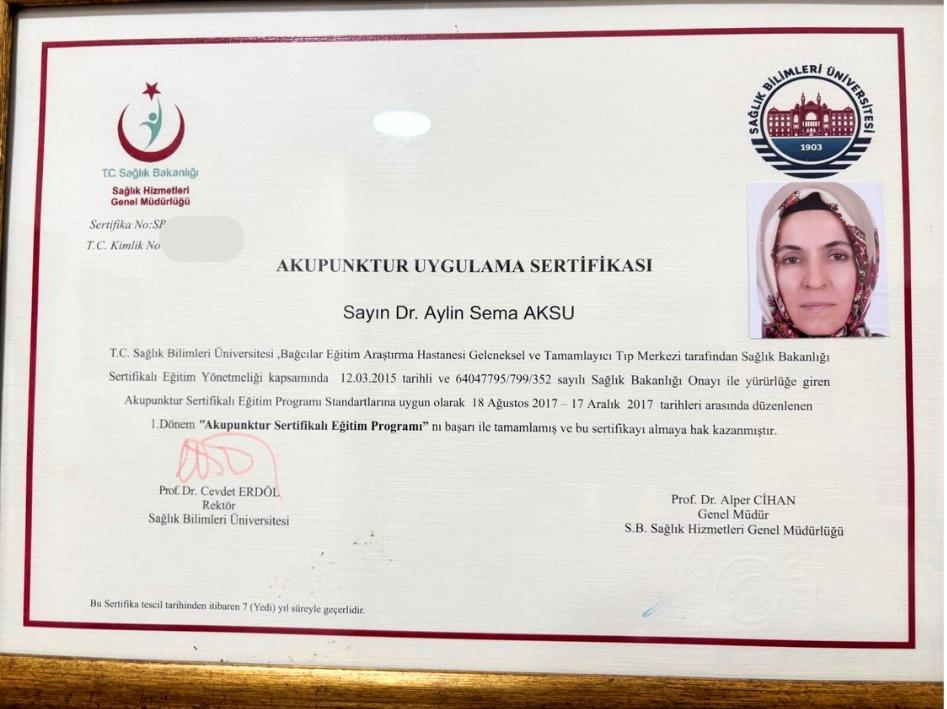 SAĞLIK BİLİMLERİ ÜNİVERSİTESİ
1903
T.C. Sağlık Bakanlığı
Sağlık Hizmetleri
Genel Müdürlüğü
Sertifika No:SP
T.C. Kimlik No
AKUPUNKTUR UYGULAMA SERTİFİKASI
Sayın Dr. Aylin Sema AKSU
T.C. Sağlık Bilimleri Üniversitesi ,Bağcılar Eğitim Araştırma Hastanesi Geleneksel ve Tamamlayıcı Tıp Merkezi tarafından Sağlık Bakanlığı
Sertifikalı Eğitim Yönetmeliği kapsamında 12.03.2015 tarihli ve 64047795/799/352 sayılı Sağlık Bakanlığı Onayı ile yürürlüğe giren
Akupunktur Sertifikalı Eğitim Programı Standartlarına uygun olarak 18 Ağustos 2017 – 17 Aralık 2017 tarihleri arasında düzenlenen
1.Dönem "Akupunktur Sertifikalı Eğitim Programı" nı başarı ile tamamlamış ve bu sertifikayı almaya hak kazanmıştır.
Prof. Dr. Cevdet ERDÖL
Rektör
Sağlık Bilimleri Üniversitesi
Prof. Dr. Alper CİHAN
Genel Müdür
S.B. Sağlık Hizmetleri Genel Müdürlüğü
Bu Sertifika tescil tarihinden itibaren 7 (Yedi) yıl süreyle geçerlidir.